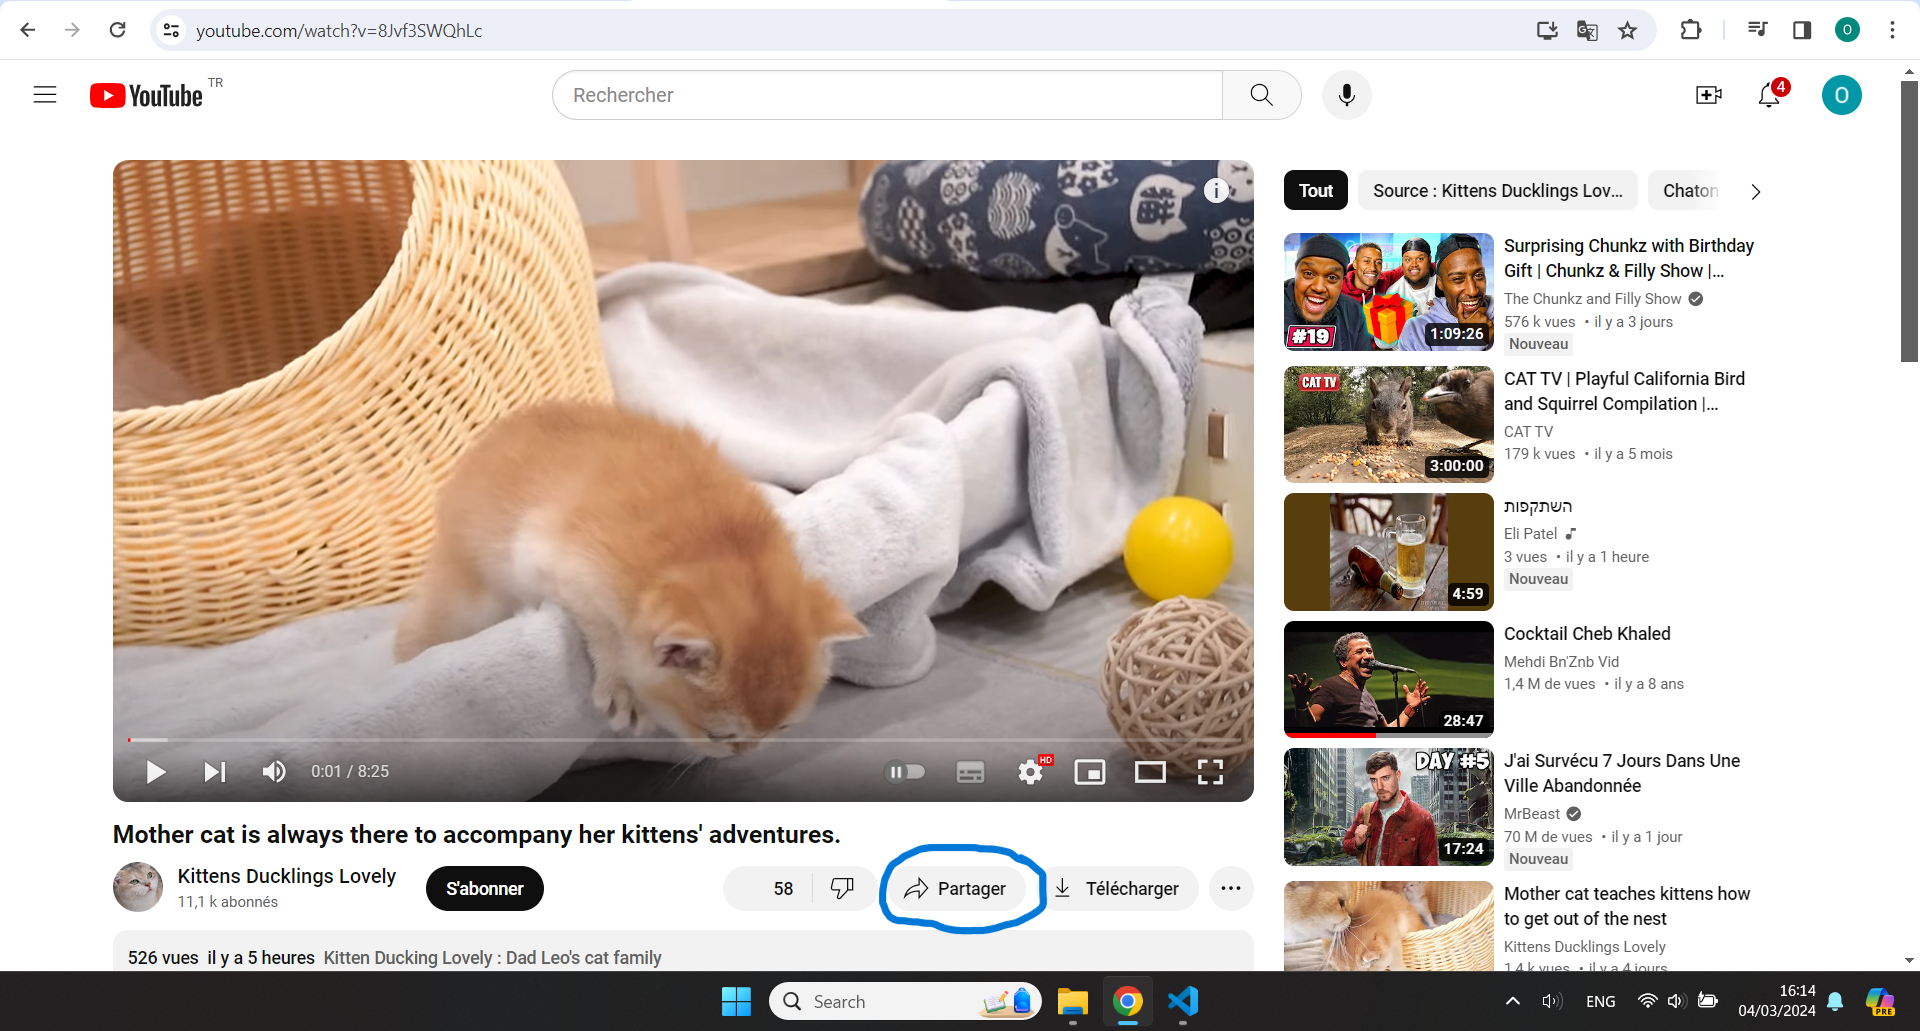 youtube.com/watch?v=8Jvf3SWQhLc
O
YouTube TR
Rechercher
4
O
Tout
Source : Kittens Ducklings Lov...
Chaton
#19
1:09:26
Surprising Chunkz with Birthday
Gift | Chunkz & Filly Show |...
The Chunkz and Filly Show
576 k vues • il y a 3 jours
Nouveau
CAT TV
3:00:00
CAT TV | Playful California Bird
and Squirrel Compilation |...
CAT TV
179 k vues • il y a 5 mois
4:59
השתקפות
Eli Patel
3 vues • il y a 1 heure
Nouveau
28:47
Cocktail Cheb Khaled
Mehdi Bn'Znb Vid
1,4 M de vues • il y a 8 ans
DAY #5
17:24
J'ai Survécu 7 Jours Dans Une
Ville Abandonnée
MrBeast
70 M de vues • il y a 1 jour
Nouveau
Mother cat teaches kittens how
to get out of the nest
Kittens Ducklings Lovely
1,4 k vues • il y a 4 jours
0:01 / 8:25
HD
Mother cat is always there to accompany her kittens' adventures.
Kittens Ducklings Lovely
11,1 k abonnés
S'abonner
58
Partager
Télécharger
526 vues il y a 5 heures Kitten Ducking Lovely : Dad Leo's cat family
Search
ENG
16:14
04/03/2024
PRE